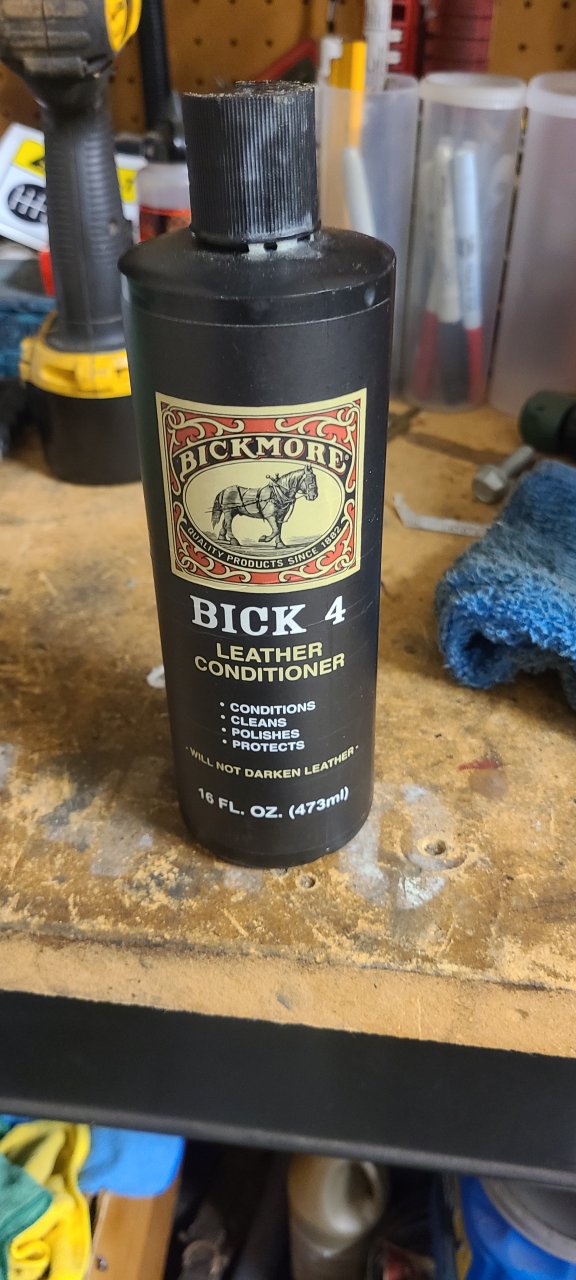 BICKMORE®
QUALITY PRODUCTS SINCE 1882
BICK 4
LEATHER
CONDITIONER
• CONDITIONS
• CLEANS
• POLISHES
• PROTECTS
-WILL NOT DARKEN LEATHER-
16 FL. OZ. (473ml)